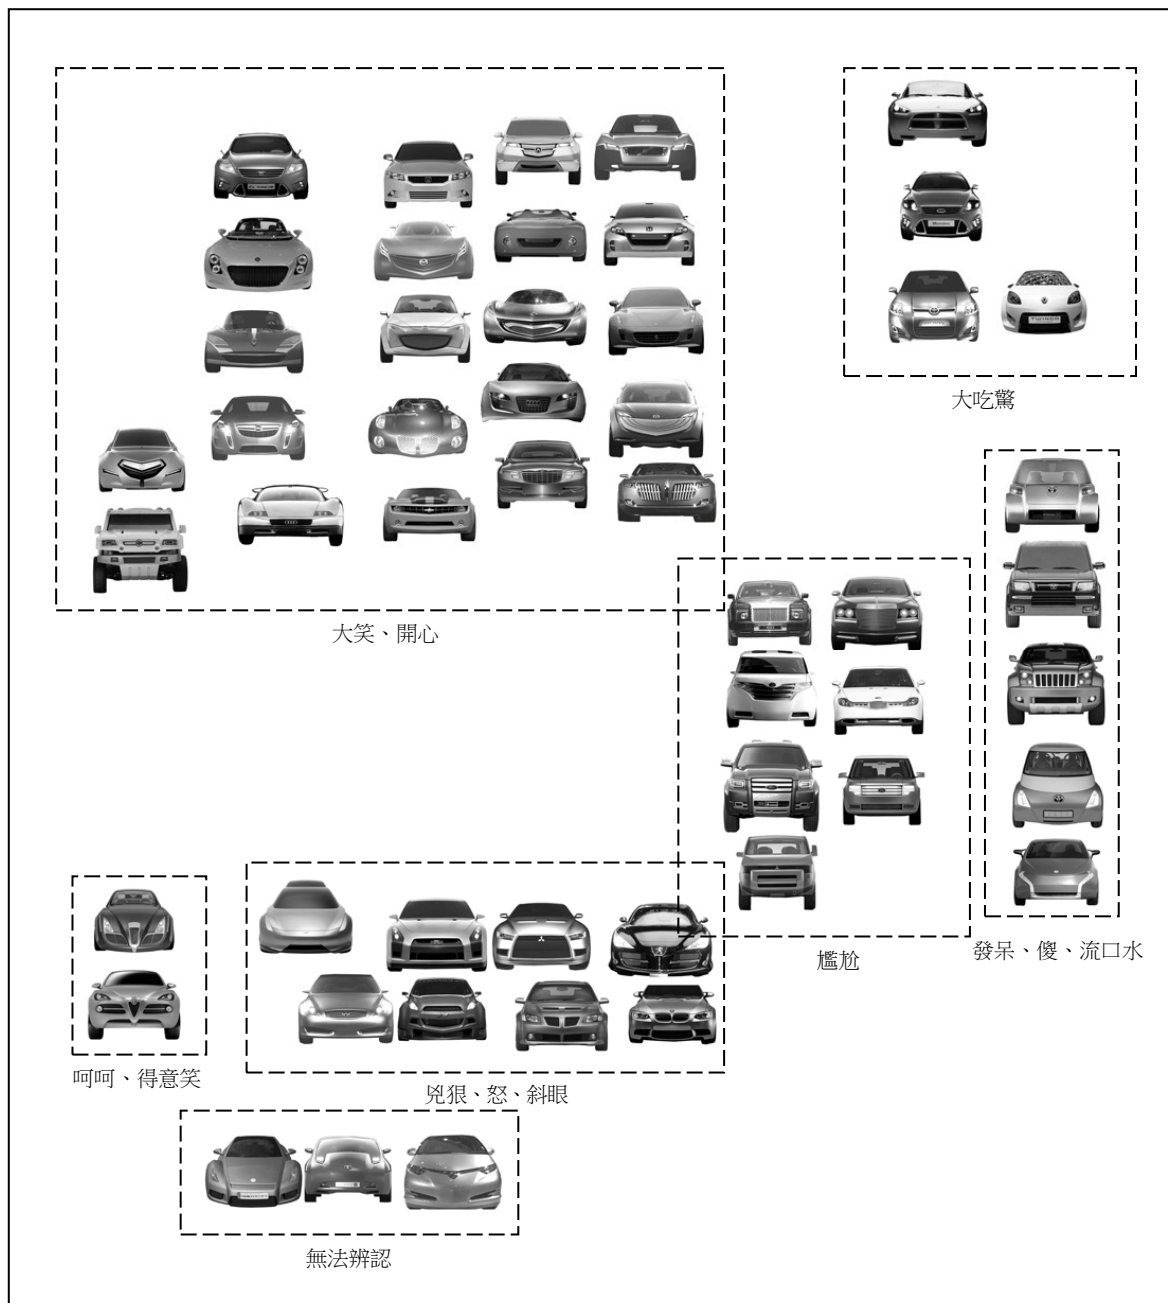 大吃驚
大笑、開心
尷尬
發呆、傻、流口水
呵呵、得意笑
兇狠、怒、斜眼
無法辨認